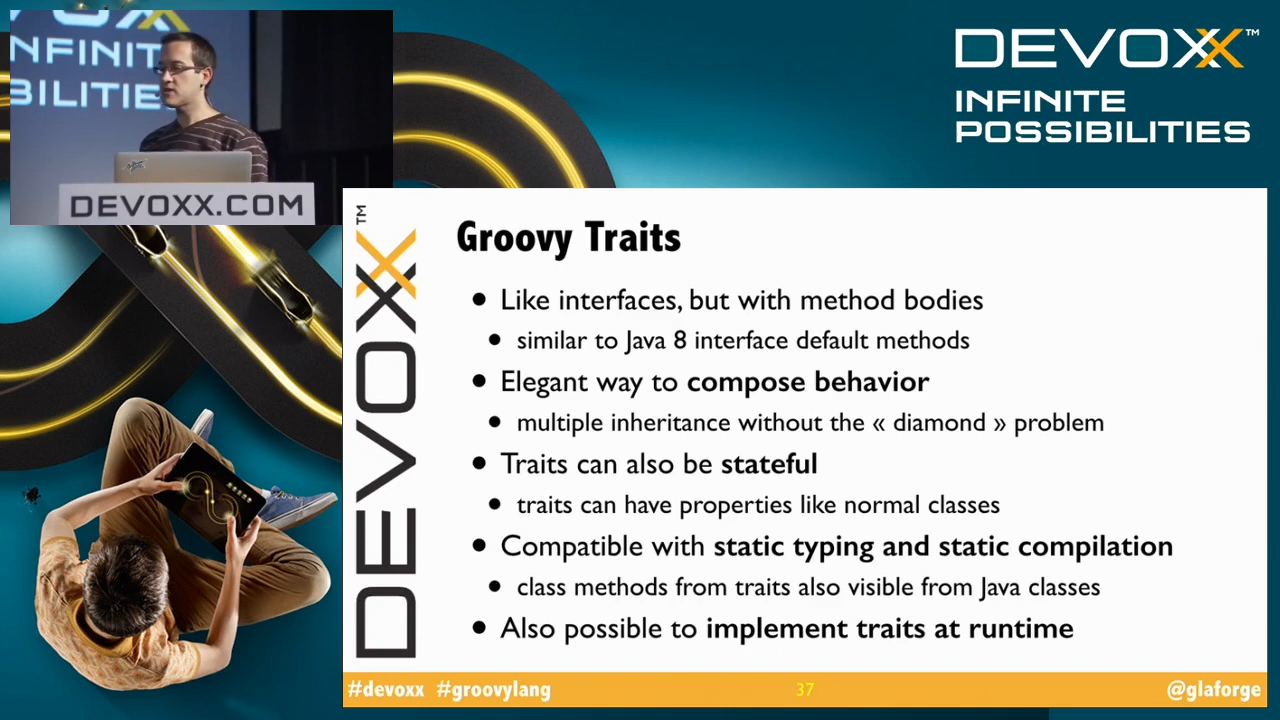 DEVOXX™
INFINITE
POSSIBILITIES
NFINIT
BILITIE
DEVOXX.COM
DEVOXX™
Groovy Traits
• Like interfaces, but with method bodies
• similar to Java 8 interface default methods
• Elegant way to compose behavior
• multiple inheritance without the « diamond » problem
• Traits can also be stateful
• traits can have properties like normal classes
• Compatible with static typing and static compilation
• class methods from traits also visible from Java classes
• Also possible to implement traits at runtime
#devoxx #groovylang
37
@glaforge